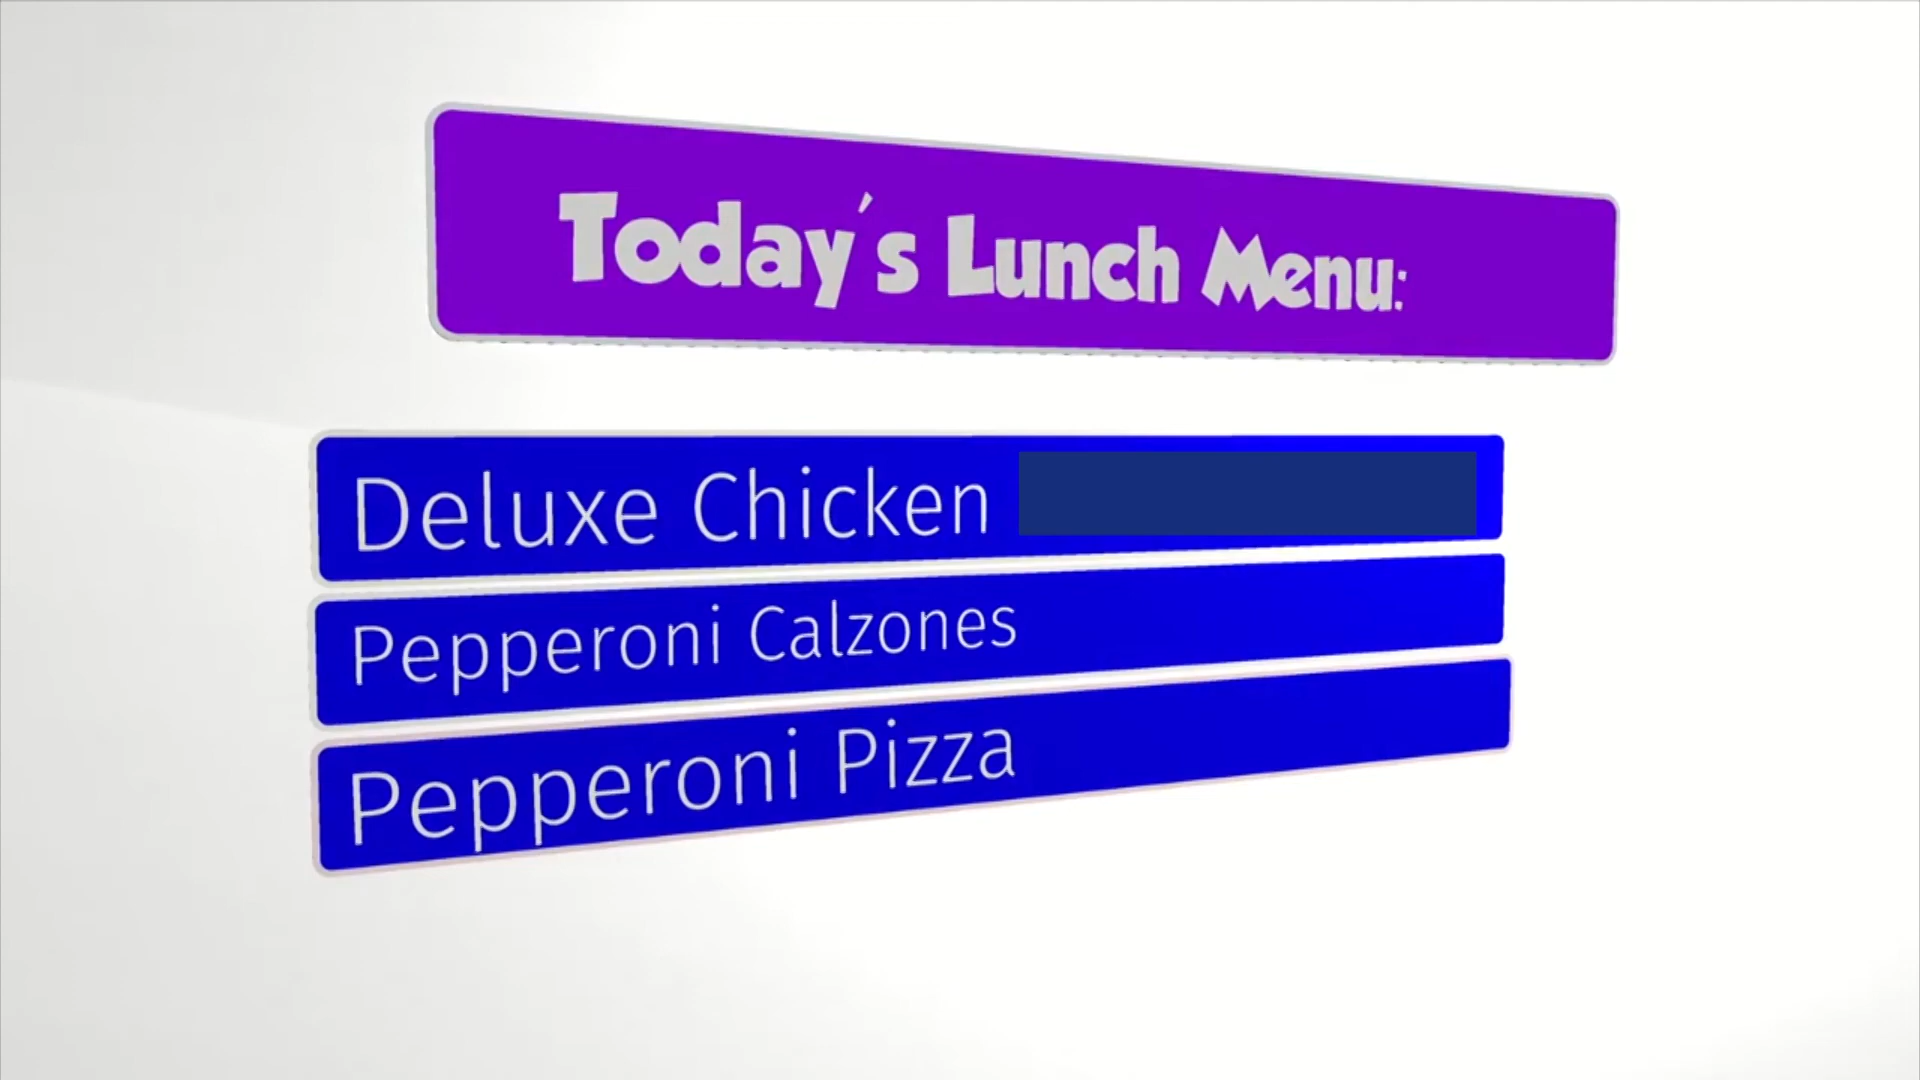 Today's Lunch Menu:
Deluxe Chicken
Pepperoni Calzones
Pepperoni Pizza